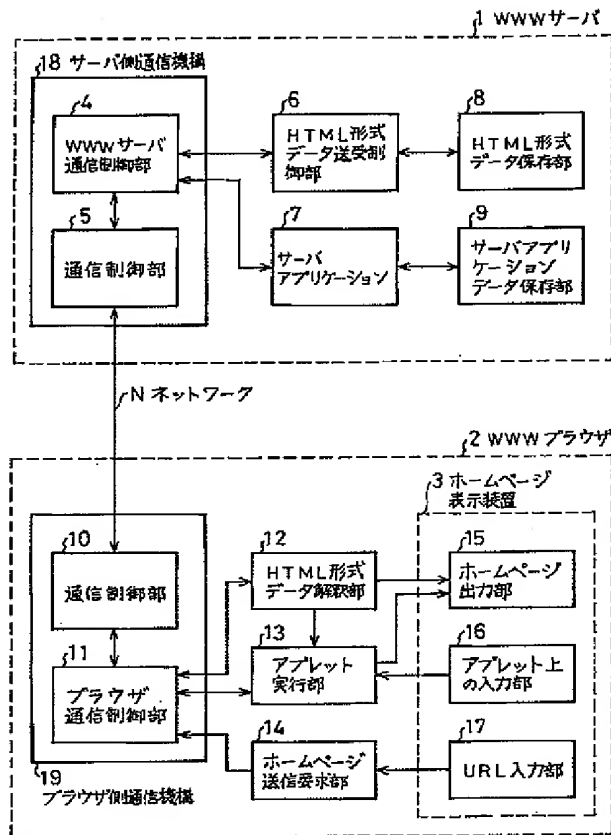 1 WWWサーバ
18 サーバ側通信機構
4
WWWサーバ
通信制御部
5
通信制御部
6
HTML形式
データ送受制
御部
8
HTML形式
データ保存部
7
サーバ
アプリケーション
9
サーバアプリ
ケーション
データ保存部
Nネットワーク
2 WWWブラウザ
3 ホームページ
表示装置
10
通信制御部
11
ブラウザ
通信制御部
19
ブラウザ側通信機構
12
HTML形式
データ解釈部
13
アプレット
実行部
14
ホームページ
送信要求部
15
ホームページ
出力部
16
アプレット上
の入力部
17
URL入力部